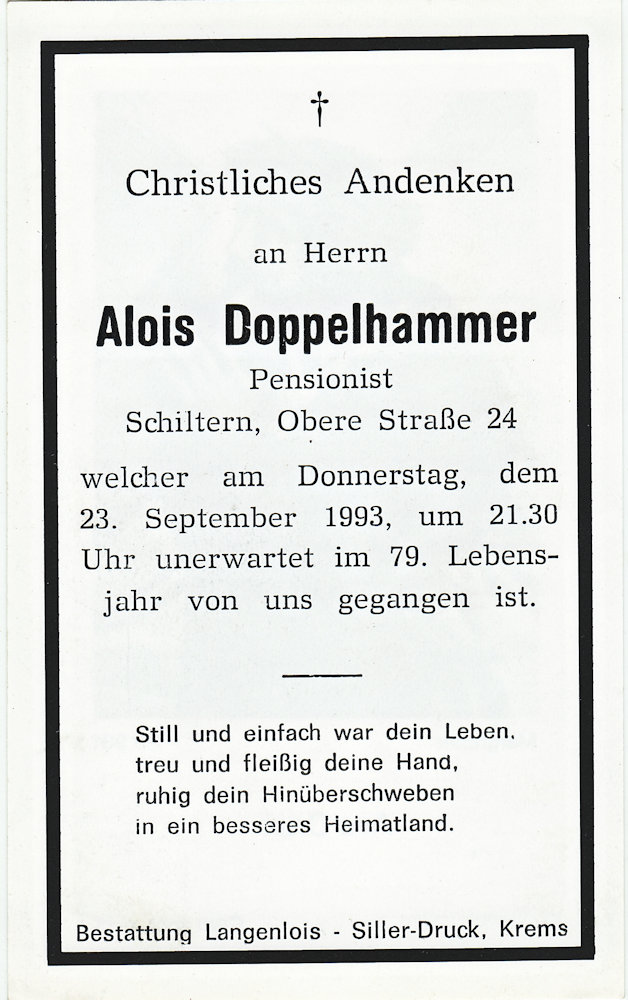 †
Christliches Andenken
an Herrn
Alois Doppelhammer
Pensionist
Schiltern, Obere Straße 24
welcher am Donnerstag, dem
23. September 1993, um 21.30
Uhr unerwartet im 79. Lebens-
jahr von uns gegangen ist.
Still und einfach war dein Leben,
treu und fleißig deine Hand,
ruhig dein Hinüberschweben
in ein besseres Heimatland.
Bestattung Langenlois - Siller-Druck, Krems